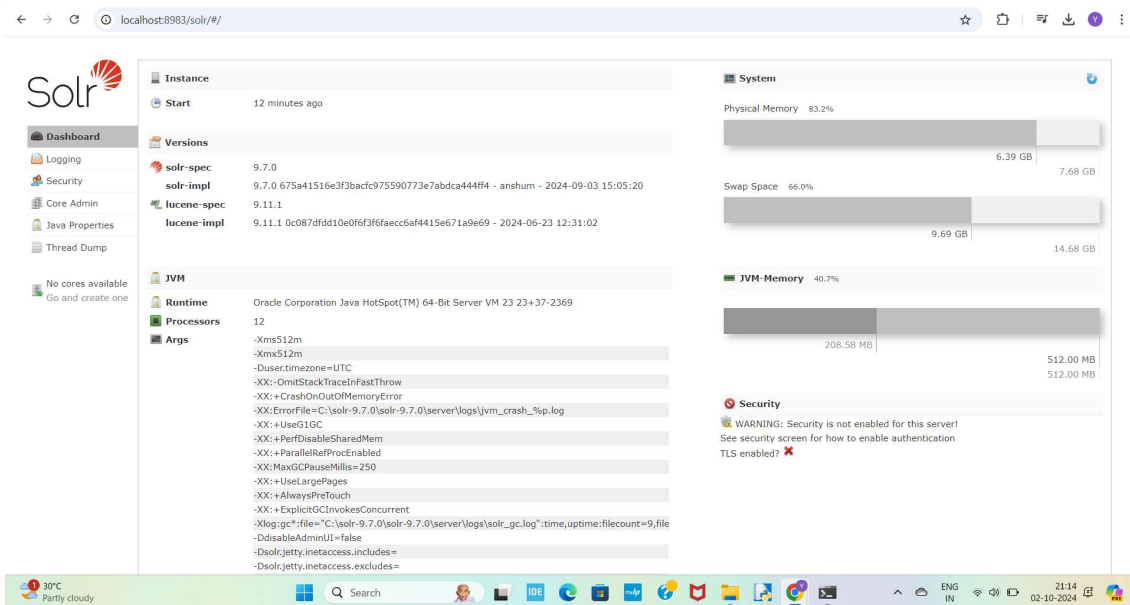 localhost:8983/solr/#/
Y
Solr
Dashboard
Logging
Security
Core Admin
Java Properties
Thread Dump
No cores available
Go and create one
Instance
Start 12 minutes ago
Versions
solr-spec 9.7.0
solr-impl 9.7.0 675a41516e3f3bacfc975590773e7abdca444ff4 - anshum - 2024-09-03 15:05:20
lucene-spec 9.11.1
lucene-impl 9.11.1 0c087dfdd10e0f6f3f6faecc6af4415e671a9e69 - 2024-06-23 12:31:02
JVM
Runtime Oracle Corporation Java HotSpot(TM) 64-Bit Server VM 23 23+37-2369
Processors 12
Args -Xms512m
-Xmx512m
-Duser.timezone=UTC
-XX:-OmitStackTraceInFastThrow
-XX:+CrashOnOutOfMemoryError
-XX:ErrorFile=C:\solr-9.7.0\solr-9.7.0\server\logs\jvm_crash_%p.log
-XX:+UseG1GC
-XX:+PerfDisableSharedMem
-XX:+ParallelRefProcEnabled
-XX:MaxGCPauseMillis=250
-XX:+UseLargePages
-XX:+AlwaysPreTouch
-XX:+ExplicitGCInvokesConcurrent
-Xlog:gc*:file="C:\solr-9.7.0\solr-9.7.0\server\logs\solr_gc.log":time,uptime:filecount=9,file
-DdisableAdminUI=false
-Dsolr.jetty.inetaccess.includes=
-Dsolr.jetty.inetaccess.excludes=
System
Physical Memory 83.2%
6.39 GB
7.68 GB
Swap Space 66.0%
9.69 GB
14.68 GB
JVM-Memory 40.7%
208.58 MB
512.00 MB
512.00 MB
Security
WARNING: Security is not enabled for this server!
See security screen for how to enable authentication
TLS enabled?
1
30°C
Partly cloudy
Search
IDE
ENG
IN
21:14
02-10-2024
PRE